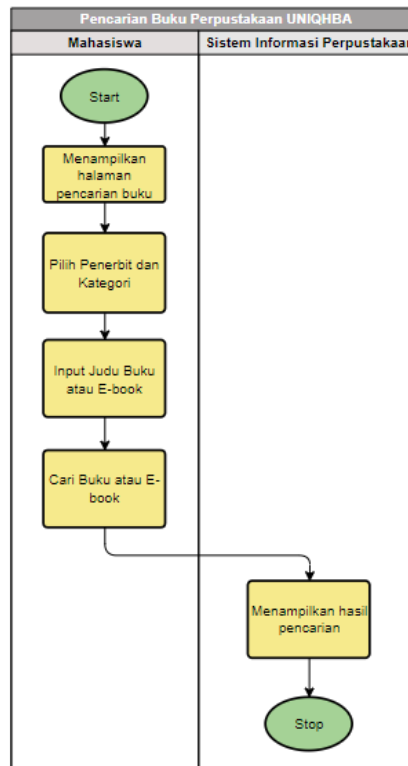 Pencarian Buku Perpustakaan UNIQHBA
Mahasiswa
Sistem Informasi Perpustakaan
Start
Menampilkan
halaman
pencarian buku
Pilih Penerbit dan
Kategori
Input Judu Buku
atau E-book
Cari Buku atau E-
book
Menampilkan hasil
pencarian
Stop